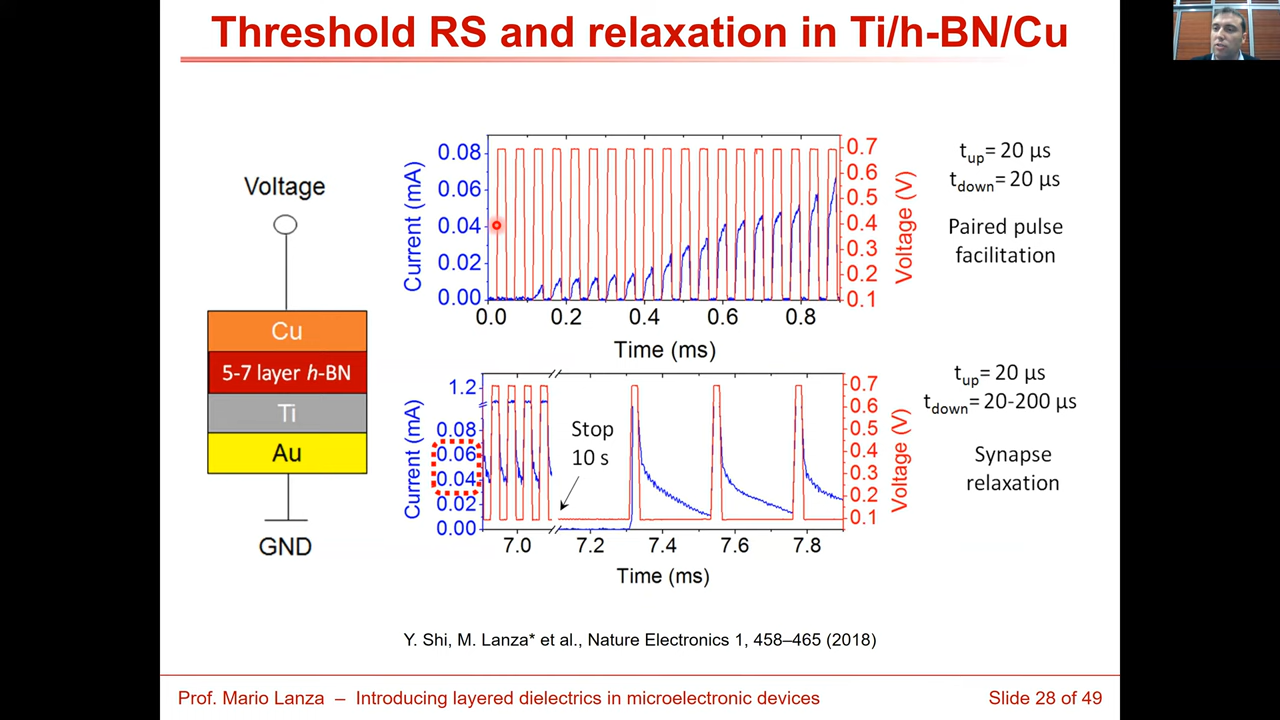 Threshold RS and relaxation in Ti/h-BN/Cu
Voltage
Cu
5-7 layer h-BN
Ti
Au
GND
Current (mA)
0.08
0.06
0.04
0.02
0.00
0.0 0.2 0.4 0.6 0.8
Time (ms)
0.7
0.6
0.5
0.4
0.3
0.2
0.1
Voltage (V)
t_up= 20 µs
t_down= 20 µs
Paired pulse
facilitation
Current (mA)
1.2
0.08
0.06
0.04
0.02
0.00
Stop
10 s
7.0 7.2 7.4 7.6 7.8
Time (ms)
0.7
0.6
0.5
0.4
0.3
0.2
0.1
Voltage (V)
t_up= 20 µs
t_down= 20-200 µs
Synapse
relaxation
Y. Shi, M. Lanza* et al., Nature Electronics 1, 458–465 (2018)
Prof. Mario Lanza – Introducing layered dielectrics in microelectronic devices
Slide 28 of 49